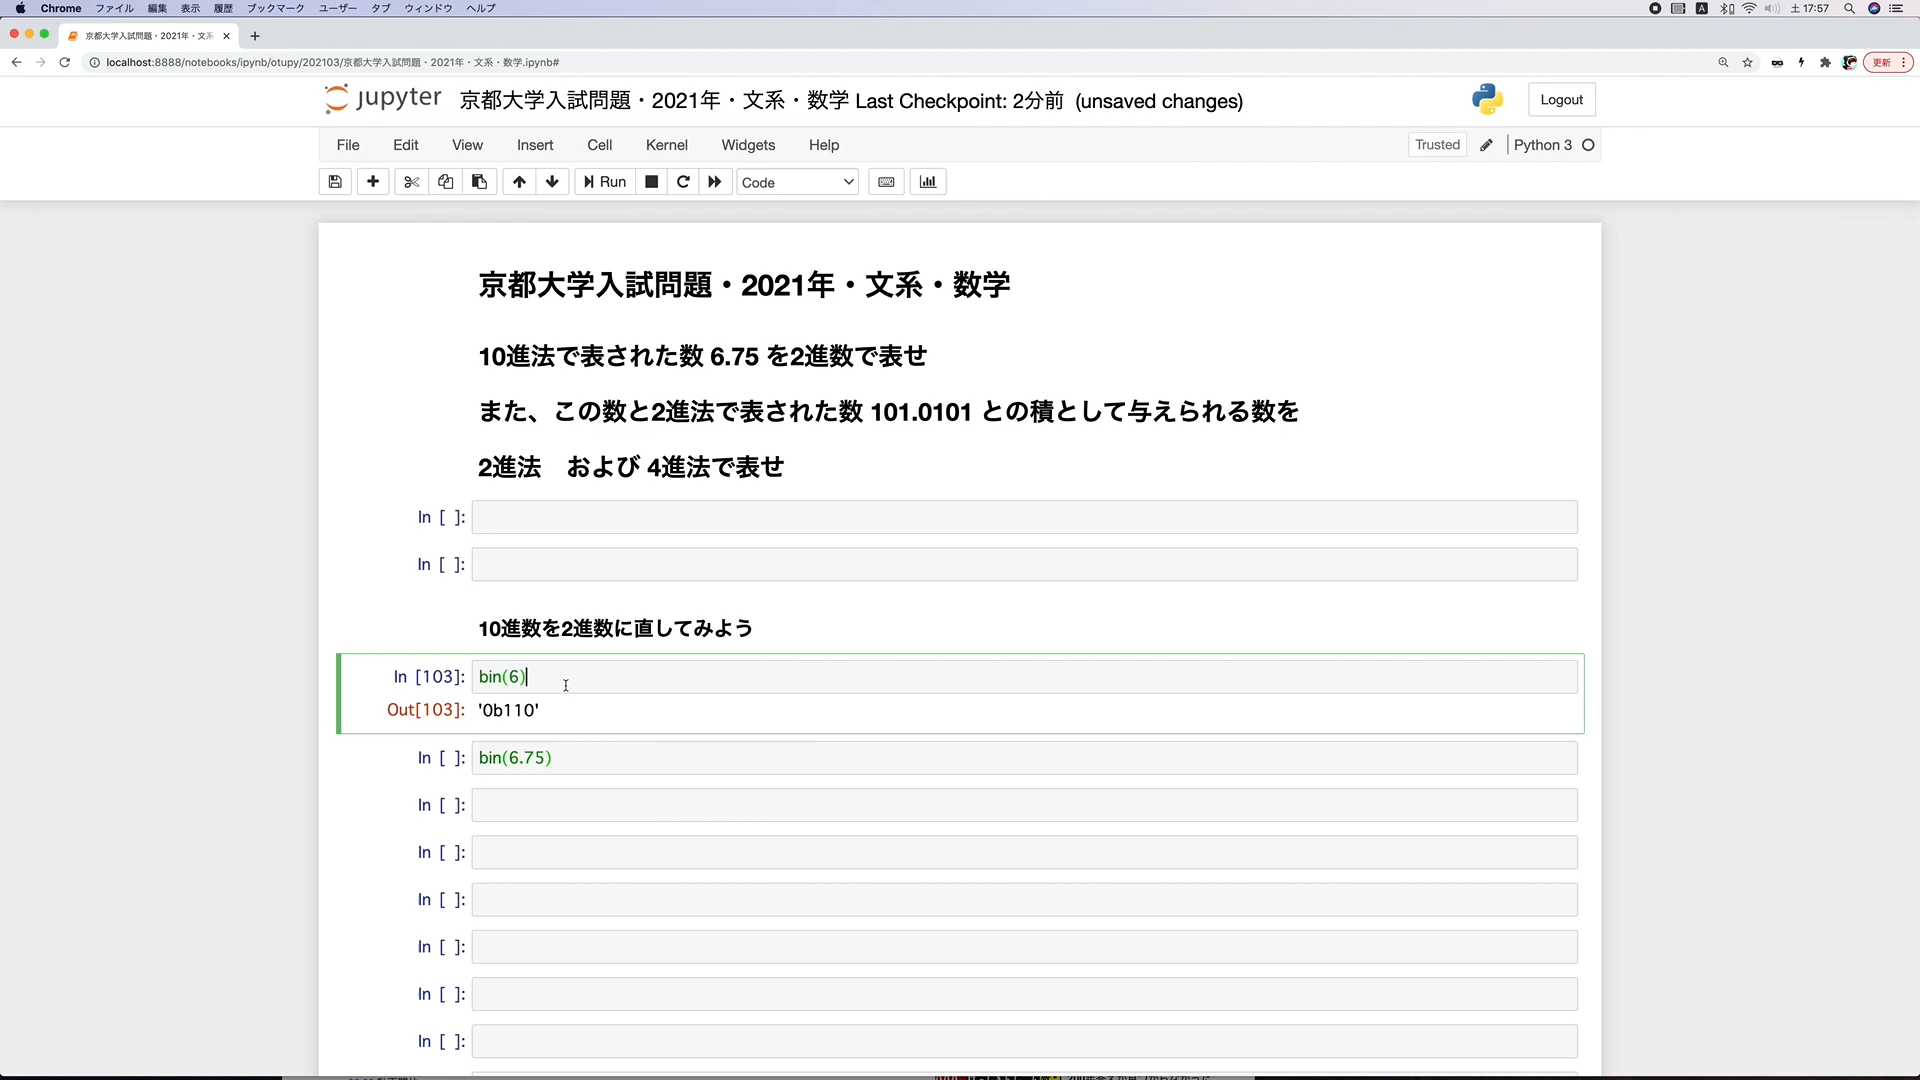 Chrome ファイル 編集 表示 履歴 ブックマーク ユーザー タブ ウィンドウ ヘルプ 土 17:57
京都大学入試問題・2021年・文系
localhost:8888/notebooks/ipynb/otupy/202103/京都大学入試問題・2021年・文系・数学.ipynb# 更新
jupyter 京都大学入試問題・2021年・文系・数学 Last Checkpoint: 2分前 (unsaved changes) Logout
File Edit View Insert Cell Kernel Widgets Help Trusted Python 3
Run Code
京都大学入試問題・2021年・文系・数学
10進法で表された数 6.75 を2進数で表せ
また、この数と2進法で表された数 101.0101 との積として与えられる数を
2進法　および 4進法で表せ
In [ ]:
In [ ]:
10進数を2進数に直してみよう
In [103]: bin(6)
Out[103]: '0b110'
In [ ]: bin(6.75)
In [ ]:
In [ ]:
In [ ]:
In [ ]:
In [ ]:
In [ ]: